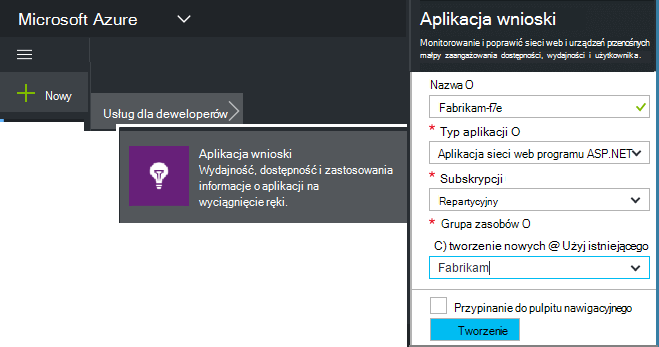 Microsoft Azure
Nowy
Usług dla deweloperów
Aplikacja wnioski
Wydajność, dostępność i zastosowania
informacje o aplikacji na
wyciągnięcie ręki.
Aplikacja wnioski
Monitorowanie i poprawić sieci web i urządzeń przenośnych
małpy zaangażowania dostępności, wydajności i użytkownika.
Nazwa O
Fabrikam-f7e
* Typ aplikacji O
Aplikacja sieci web programu ASP.NET
* Subskrypcji
Repartycyjny
* Grupa zasobów O
C) tworzenie nowych @ Użyj istniejącego
Fabrikam
Przypinanie do pulpitu nawigacyjnego
Tworzenie